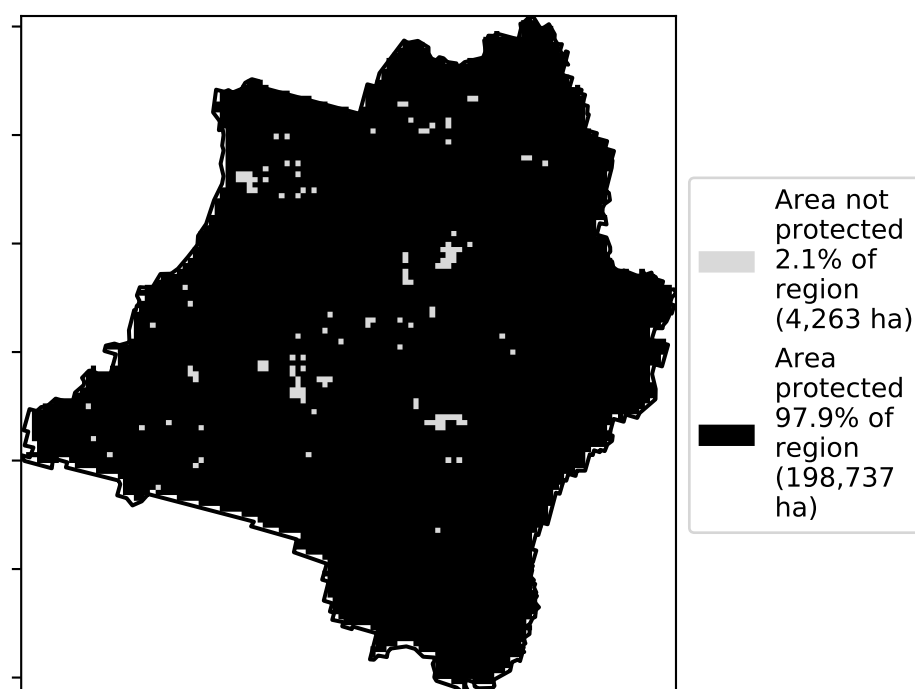 Area not
protected
2.1% of
region
(4,263 ha)
Area
protected
97.9% of
region
(198,737
ha)